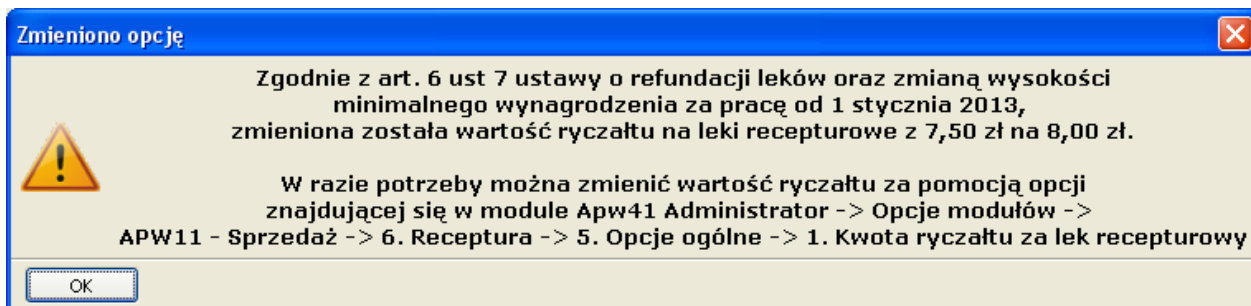 Zmieniono opcję
Zgodnie z art. 6 ust 7 ustawy o refundacji leków oraz zmianą wysokości
minimalnego wynagrodzenia za pracę od 1 stycznia 2013,
zmieniona została wartość ryczałtu na leki recepturowe z 7,50 zł na 8,00 zł.
W razie potrzeby można zmienić wartość ryczałtu za pomocją opcji
znajdującej się w module Apw41 Administrator -> Opcje modułów ->
APW11 - Sprzedaż -> 6. Receptura -> 5. Opcje ogólne -> 1. Kwota ryczałtu za lek recepturowy
OK